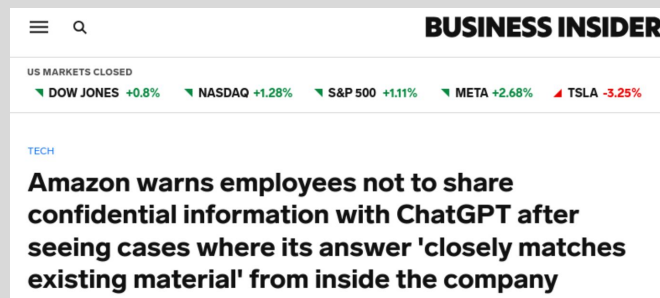 BUSINESS INSIDER
US MARKETS CLOSED
DOW JONES +0.8% NASDAQ +1.28% S&P 500 +1.11% META +2.68% TSLA -3.25%
TECH
Amazon warns employees not to share
confidential information with ChatGPT after
seeing cases where its answer 'closely matches
existing material' from inside the company